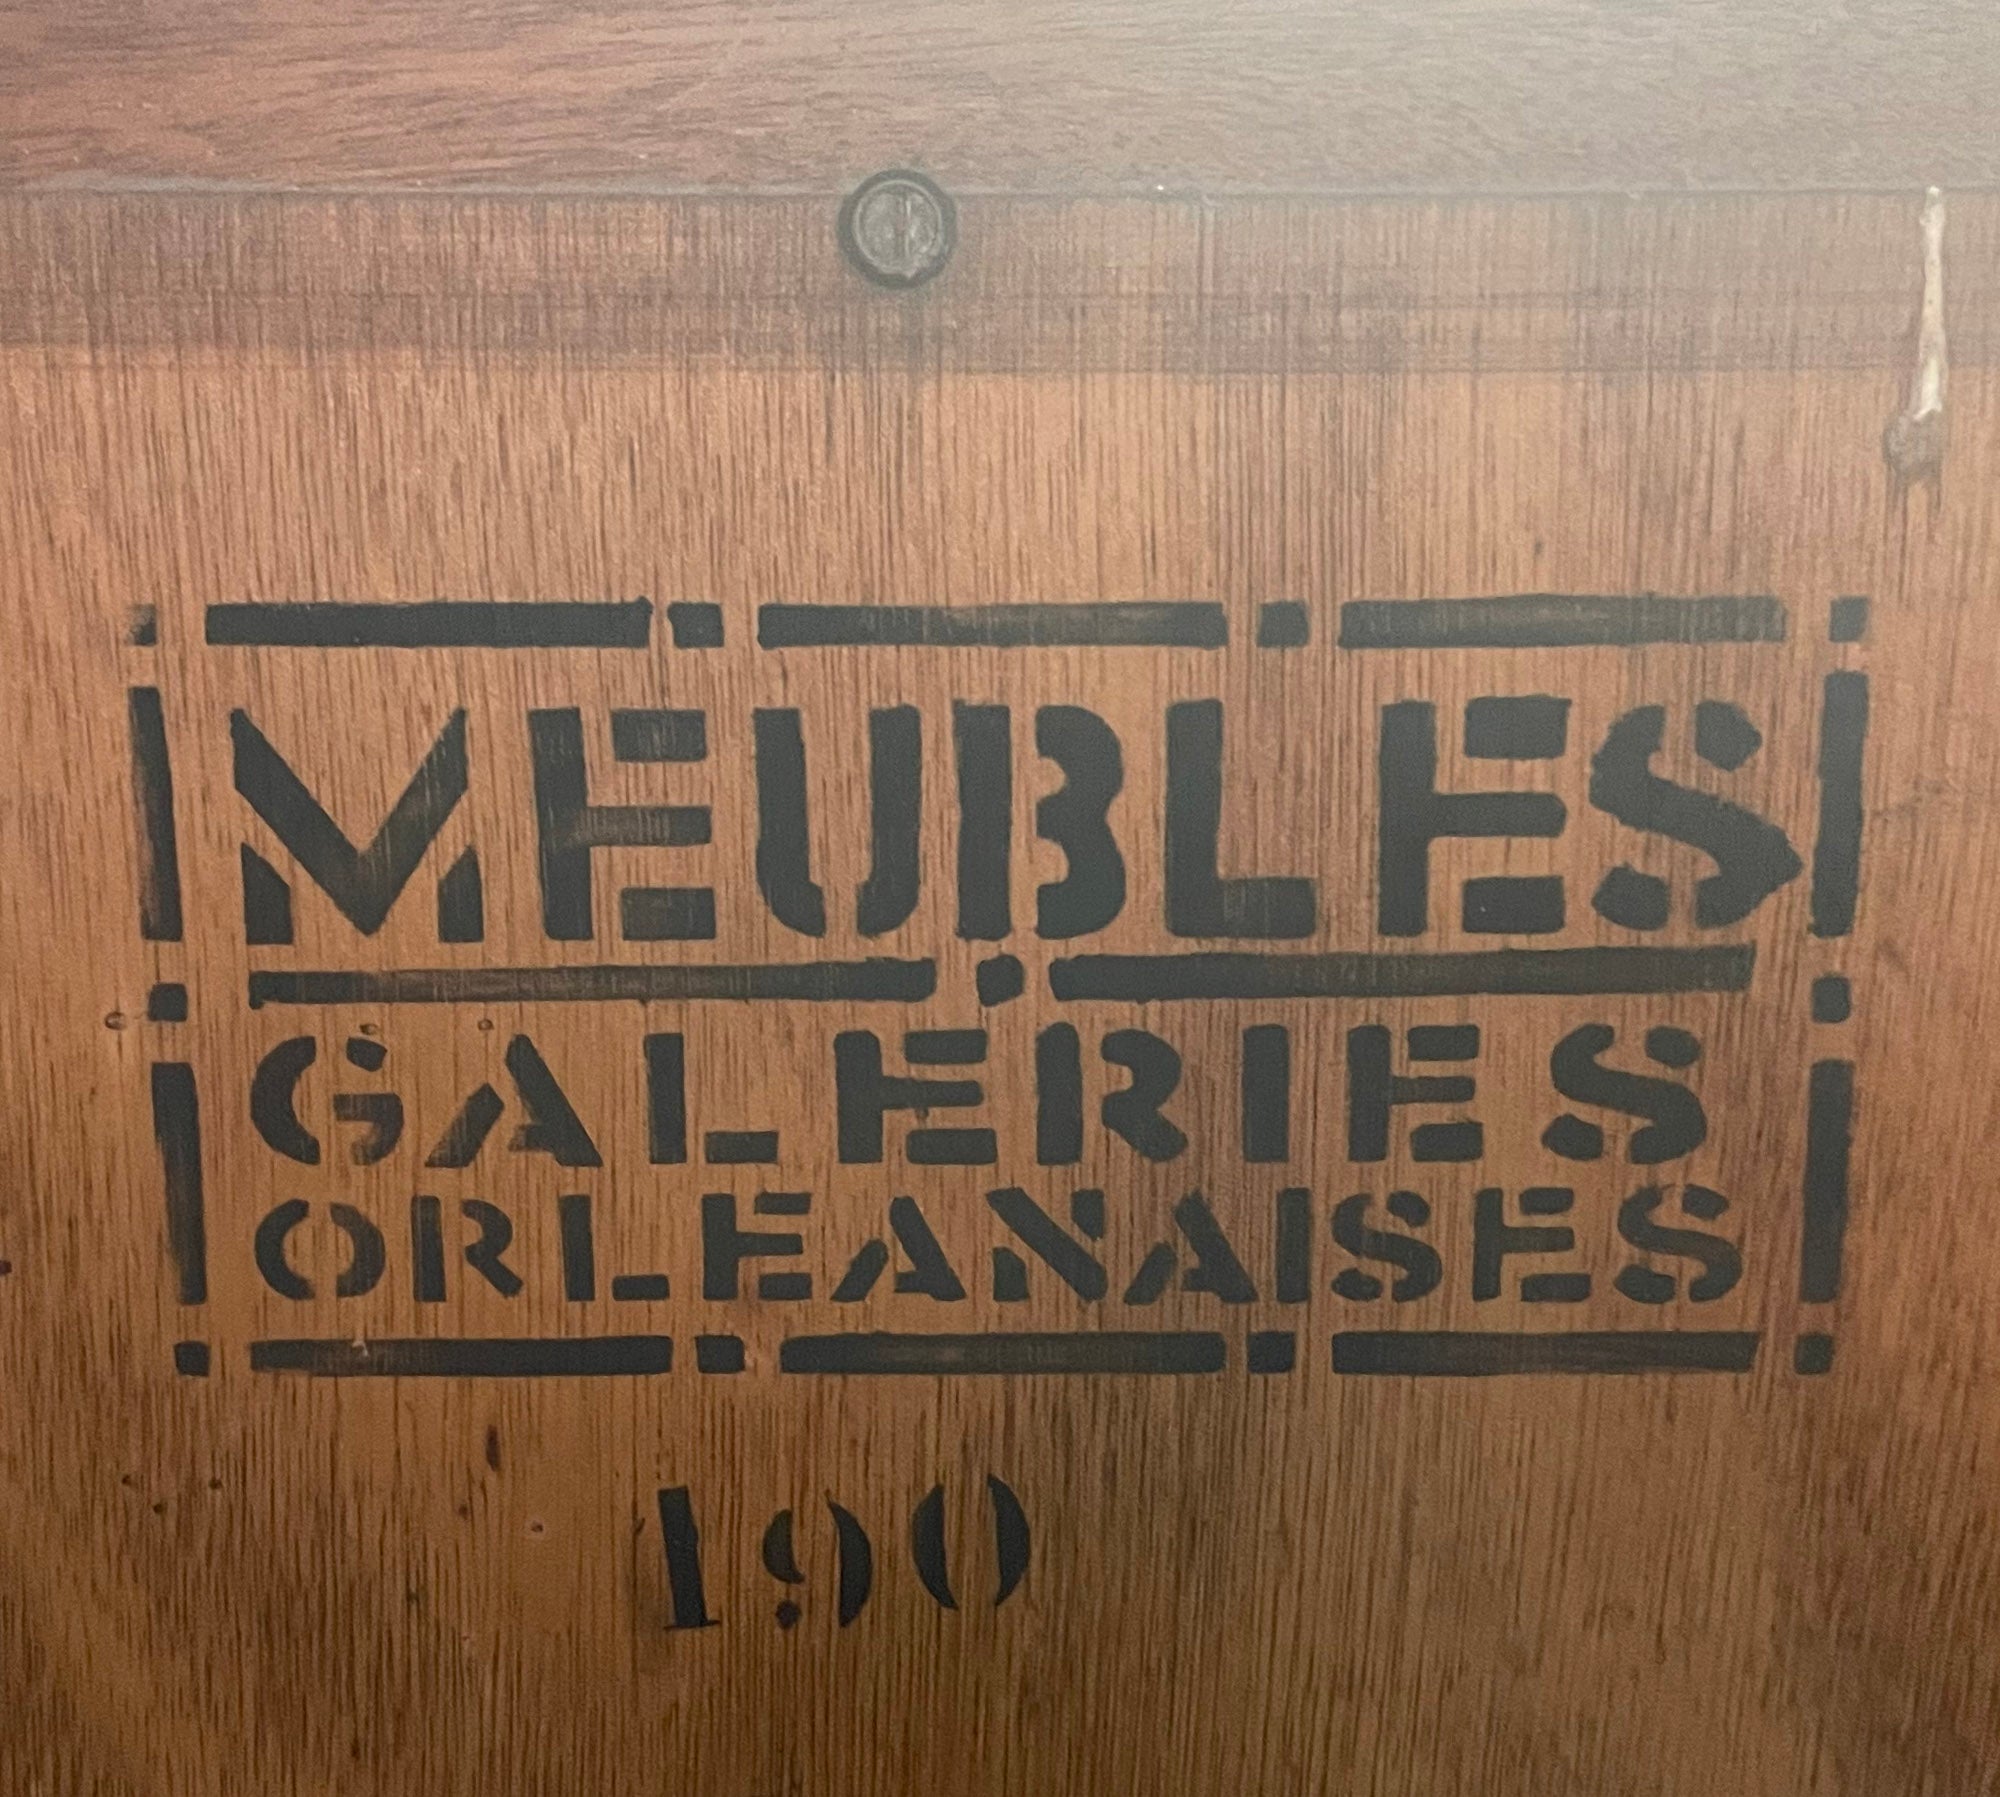 MEUBLES
GALERIES
ORLEANAISES
190